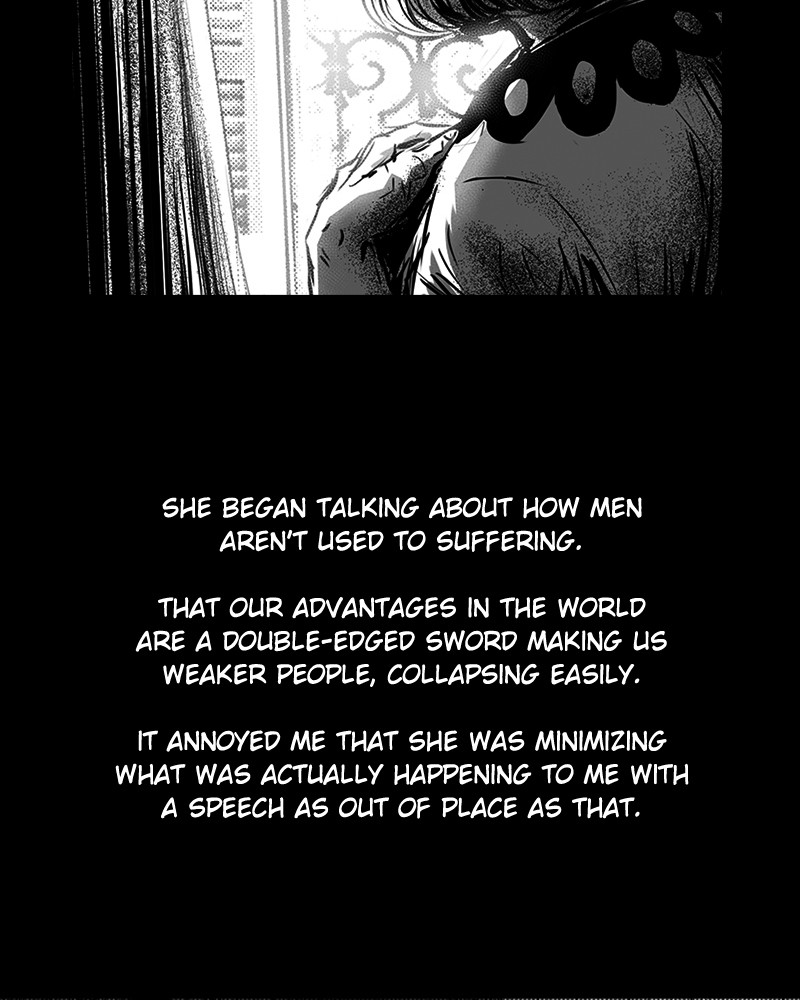 SHE BEGAN TALKING ABOUT HOW MEN
AREN'T USED TO SUFFERING.
THAT OUR ADVANTAGES IN THE WORLD
ARE A DOUBLE-EDGED SWORD MAKING US
WEAKER PEOPLE, COLLAPSING EASILY.
IT ANNOYED ME THAT SHE WAS MINIMIZING
WHAT WAS ACTUALLY HAPPENING TO ME WITH
A SPEECH AS OUT OF PLACE AS THAT.